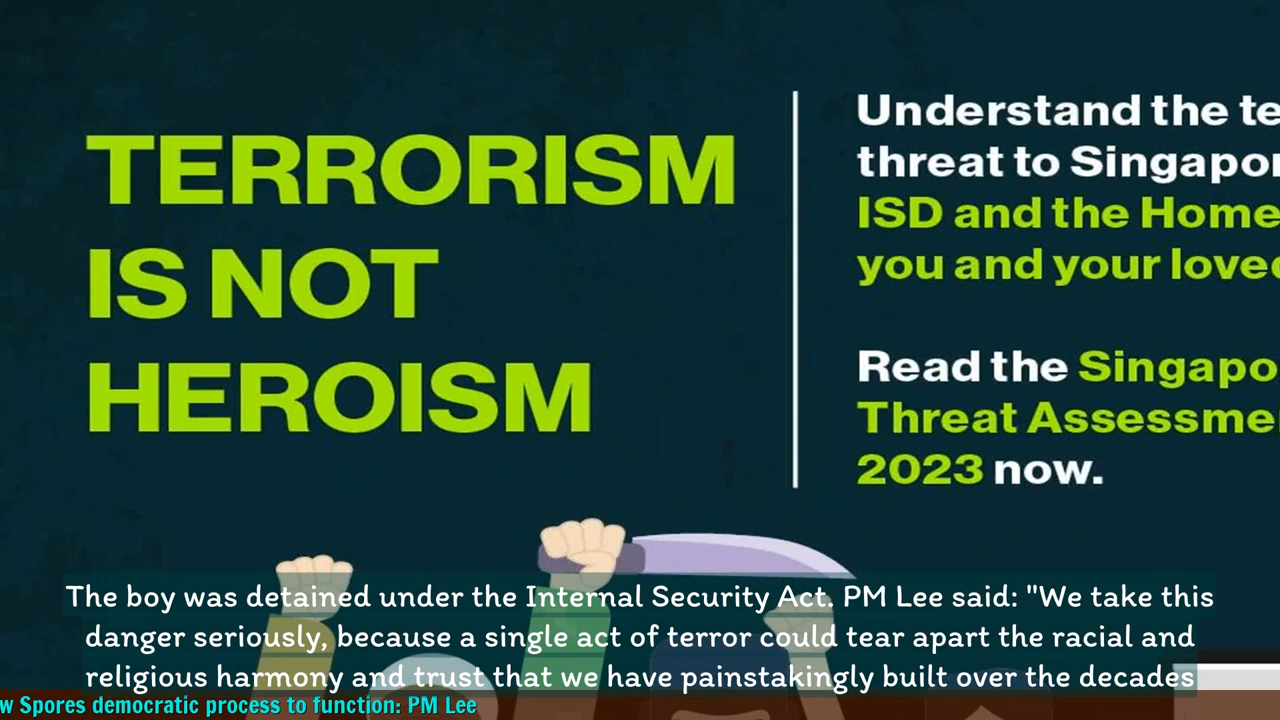 TERRORISM
IS NOT
HEROISM
Understand the te
threat to Singapor
ISD and the Home
you and your loved
Read the Singapo
Threat Assessme
2023 now.
The boy was detained under the Internal Security Act. PM Lee said: "We take this
danger seriously, because a single act of terror could tear apart the racial and
religious harmony and trust that we have painstakingly built over the decades
w Spores democratic process to function: PM Lee